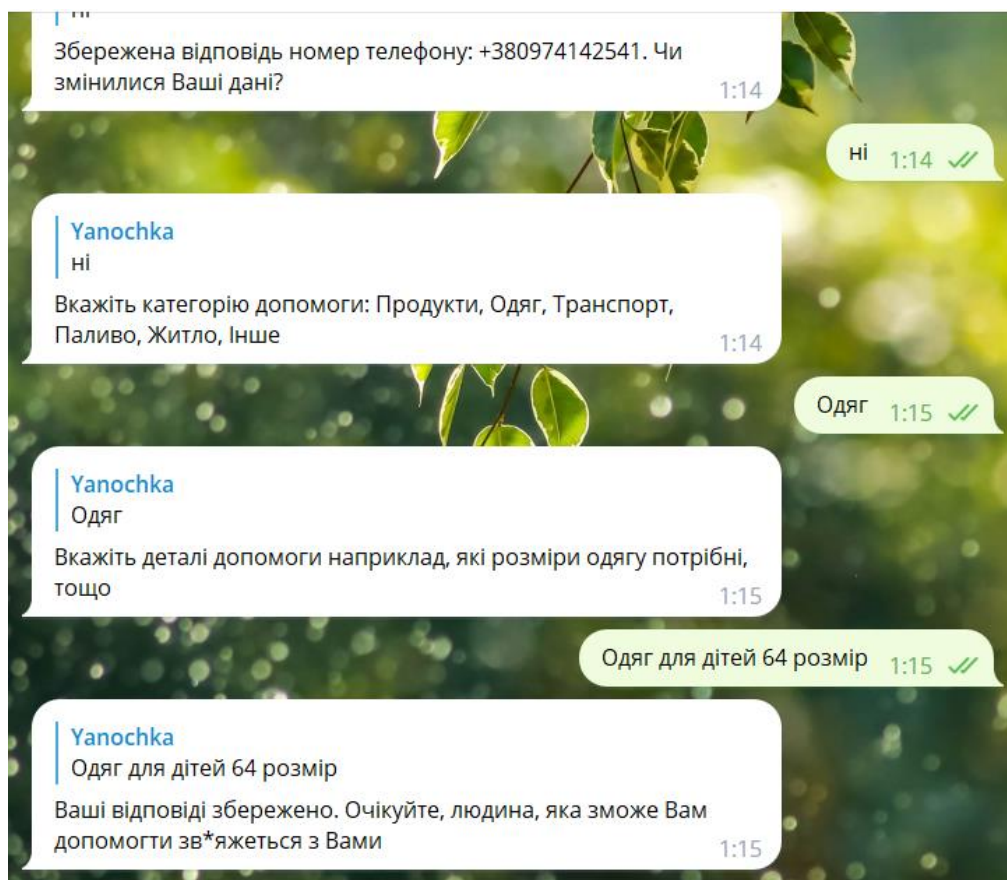 ні
Збережена відповідь номер телефону: +380974142541. Чи
змінилися Ваші дані?
1:14
ні 1:14
Yanochka
ні
Вкажіть категорію допомоги: Продукти, Одяг, Транспорт,
Паливо, Житло, Інше
1:14
Одяг 1:15
Yanochka
Одяг
Вкажіть деталі допомоги наприклад, які розміри одягу потрібні,
тощо
1:15
Одяг для дітей 64 розмір 1:15
Yanochka
Одяг для дітей 64 розмір
Ваші відповіді збережено. Очікуйте, людина, яка зможе Вам
допомогти зв*яжеться з Вами
1:15